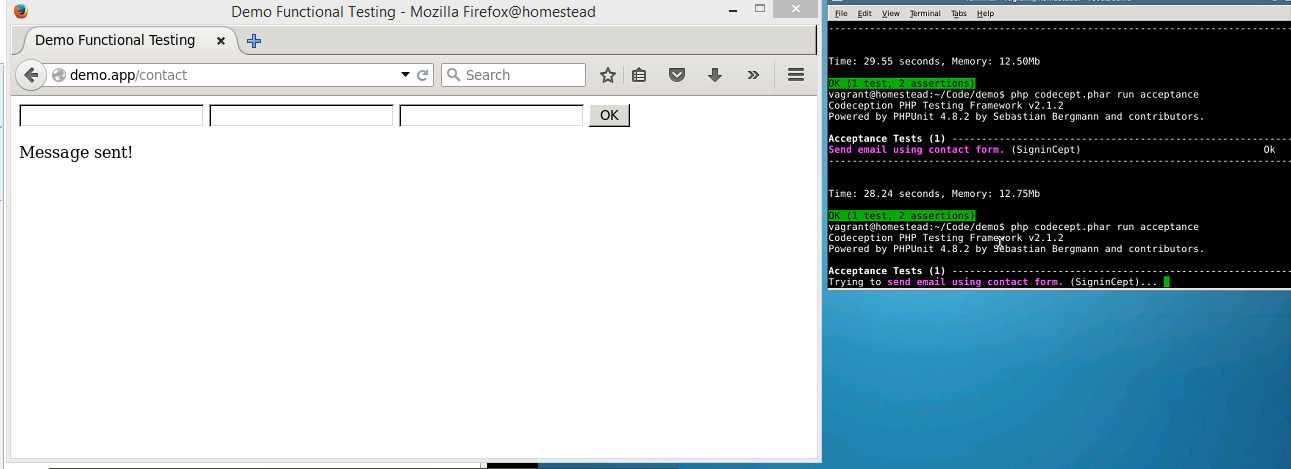 Demo Functional Testing - Mozilla Firefox@homestead
Demo Functional Testing
demo.app/contact
Search
OK
Message sent!
File Edit View Terminal Tabs Help
Time: 29.55 seconds, Memory: 12.50Mb
OK (1 test, 2 assertions)
vagrant@homestead:~/Code/demo$ php codecept.phar run acceptance
Codeception PHP Testing Framework v2.1.2
Powered by PHPUnit 4.8.2 by Sebastian Bergmann and contributors.
Acceptance Tests (1) ------------------------------------------------
Send email using contact form. (SigninCept) Ok
Time: 28.24 seconds, Memory: 12.75Mb
OK (1 test, 2 assertions)
vagrant@homestead:~/Code/demo$ php codecept.phar run acceptance
Codeception PHP Testing Framework v2.1.2
Powered by PHPUnit 4.8.2 by Sebastian Bergmann and contributors.
Acceptance Tests (1) ------------------------------------------------
Trying to send email using contact form. (SigninCept)...